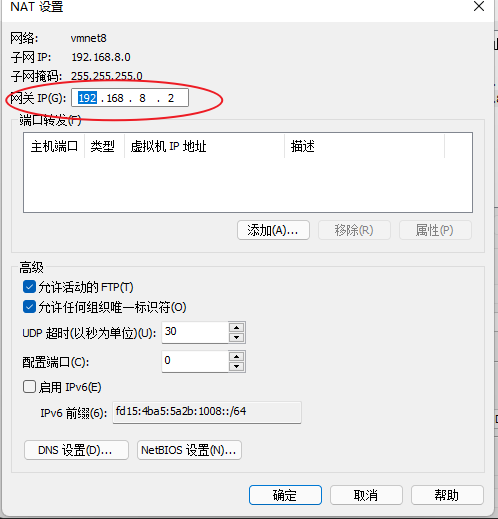 NAT 设置
网络: vmnet8
子网 IP: 192.168.8.0
子网掩码: 255.255.255.0
网关 IP(G): 192 . 168 . 8 . 2
端口转发(F)
主机端口 类型 虚拟机 IP 地址 描述
添加(A)... 移除(R) 属性(P)
高级
允许活动的 FTP(T)
允许任何组织唯一标识符(O)
UDP 超时(以秒为单位)(U): 30
配置端口(C): 0
启用 IPv6(E)
IPv6 前缀(6): fd15:4ba5:5a2b:1008::/64
DNS 设置(D)... NetBIOS 设置(N)...
确定 取消 帮助